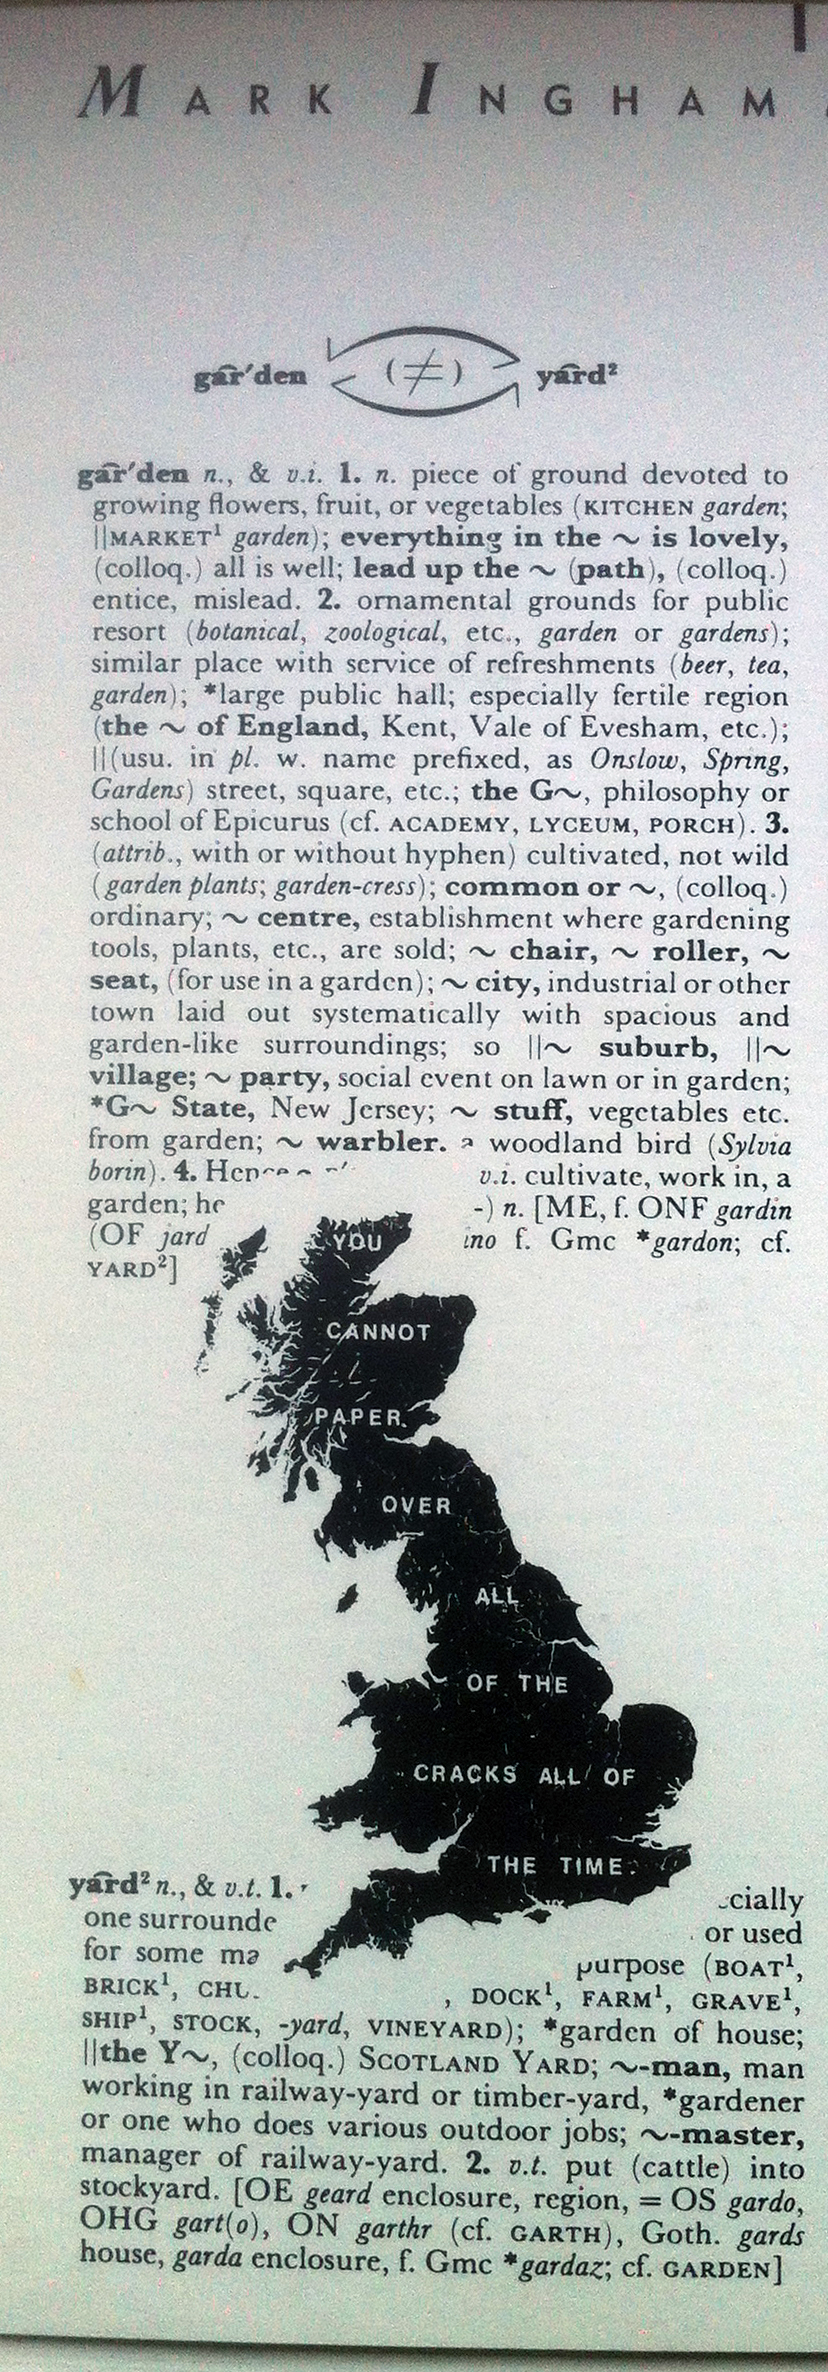 MARK INGHAM
gar'den (≠) yard²
gar'den n., & v.i. 1. n. piece of ground devoted to
growing flowers, fruit, or vegetables (KITCHEN garden;
||MARKET¹ garden); everything in the ~ is lovely,
(colloq.) all is well; lead up the ~ (path), (colloq.)
entice, mislead. 2. ornamental grounds for public
resort (botanical, zoological, etc., garden or gardens);
similar place with service of refreshments (beer, tea,
garden); *large public hall; especially fertile region
(the ~ of England, Kent, Vale of Evesham, etc.);
||(usu. in pl. w. name prefixed, as Onslow, Spring,
Gardens) street, square, etc.; the G~, philosophy or
school of Epicurus (cf. ACADEMY, LYCEUM, PORCH). 3.
(attrib., with or without hyphen) cultivated, not wild
(garden plants; garden-cress); common or ~, (colloq.)
ordinary; ~ centre, establishment where gardening
tools, plants, etc., are sold; ~ chair, ~ roller, ~
seat, (for use in a garden); ~ city, industrial or other
town laid out systematically with spacious and
garden-like surroundings; so ||~ suburb, ||~
village; ~ party, social event on lawn or in garden;
*G~ State, New Jersey; ~ stuff, vegetables etc.
from garden; ~ warbler. a woodland bird (Sylvia
borin). 4. Hence v.i. cultivate, work in, a
garden; he -) n. [ME, f. ONF gardin
(OF jard ino f. Gmc *gardon; cf.
YARD²]
YOU
CANNOT
PAPER
OVER
ALL
OF THE
CRACKS ALL OF
THE TIME.
yard² n., & v.t. 1. cially
one surrounde or used
for some ma purpose (BOAT¹,
BRICK¹, CHU , DOCK¹, FARM¹, GRAVE¹,
SHIP¹, STOCK, -yard, VINEYARD); *garden of house;
||the Y~, (colloq.) SCOTLAND YARD; ~-man, man
working in railway-yard or timber-yard, *gardener
or one who does various outdoor jobs; ~-master,
manager of railway-yard. 2. v.t. put (cattle) into
stockyard. [OE geard enclosure, region, = OS gardo,
OHG gart(o), ON garthr (cf. GARTH), Goth. gards
house, garda enclosure, f. Gmc *gardaz; cf. GARDEN]